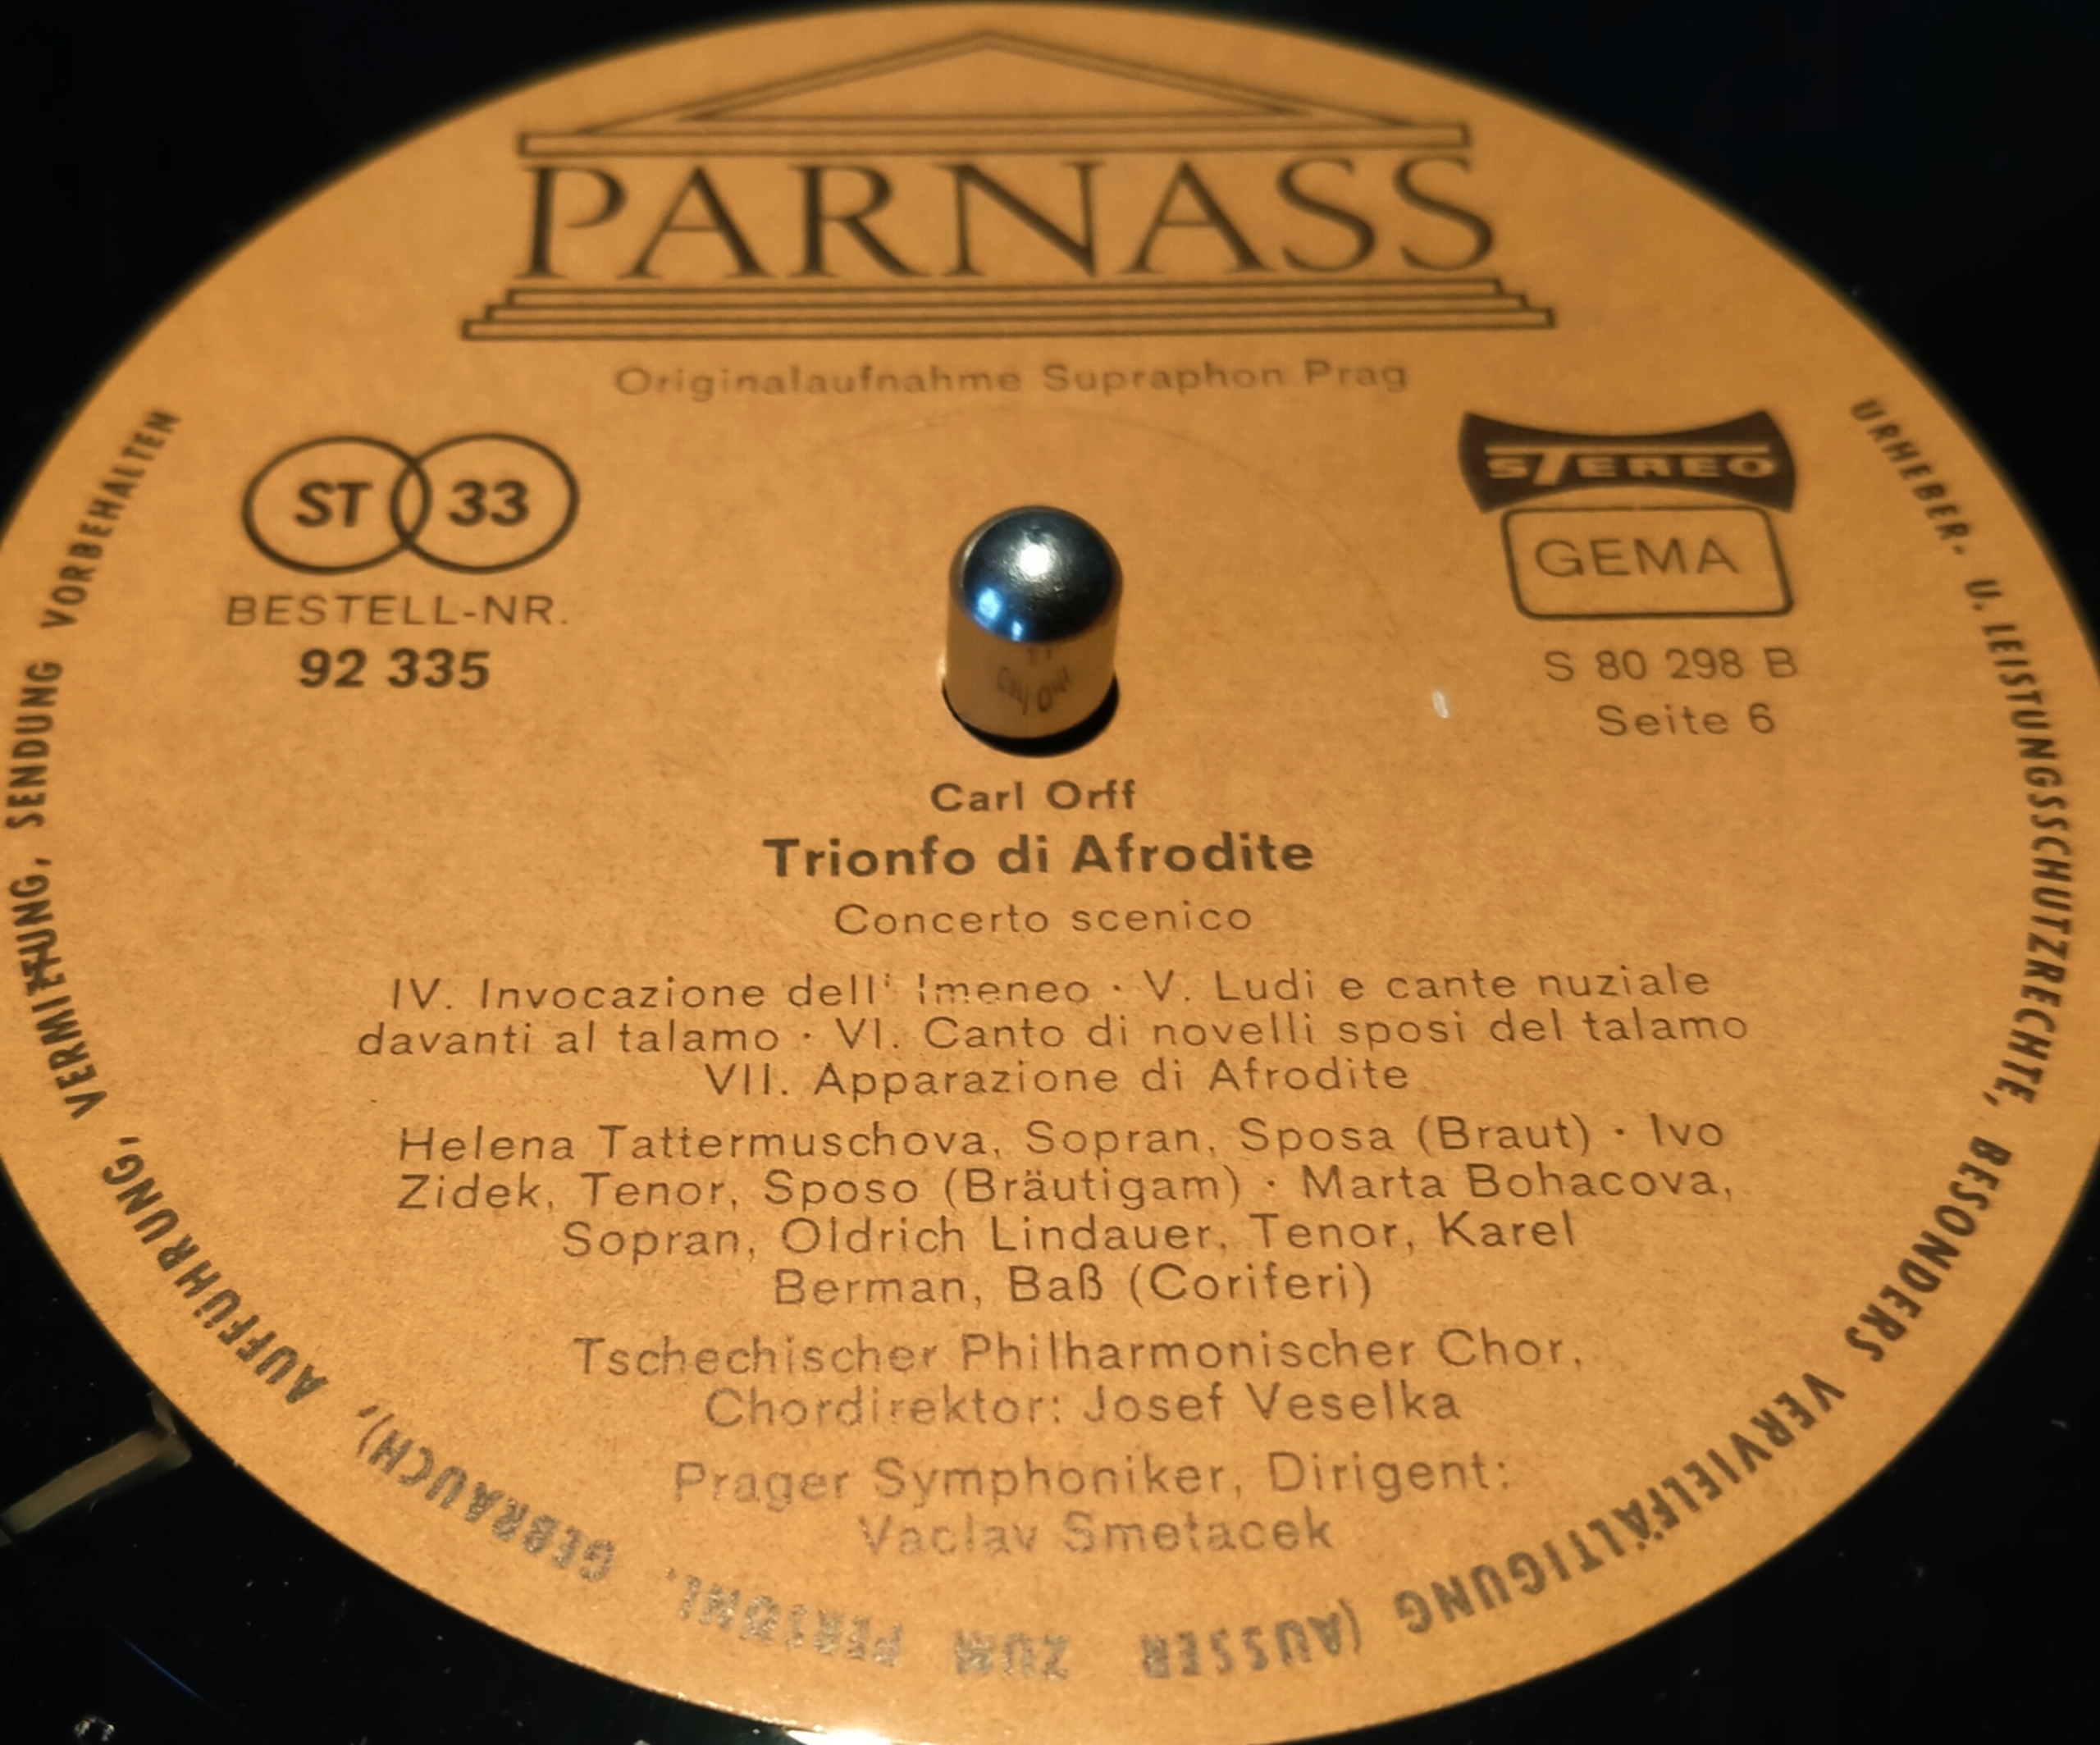 PARNASS
Originalaufnahme Supraphon Prag
ST 33
BESTELL-NR.
92 335
STEREO
GEMA
S 80 298 B
Seite 6
Carl Orff
Trionfo di Afrodite
Concerto scenico
IV. Invocazione dell' Imeneo · V. Ludi e cante nuziale
davanti al talamo · VI. Canto di novelli sposi del talamo
VII. Apparazione di Afrodite
Helena Tattermuschova, Sopran, Sposa (Braut) · Ivo
Zidek, Tenor, Sposo (Bräutigam) · Marta Bohacova,
Sopran, Oldrich Lindauer, Tenor, Karel
Berman, Baß (Coriferi)
Tschechischer Philharmonischer Chor,
Chordirektor: Josef Veselka
Prager Symphoniker, Dirigent:
Vaclav Smetacek
URHEBER- U. LEISTUNGSSCHUTZRECHTE, BESONDERS VERVIELFÄLTIGUNG (AUSSER ZUM PERSÖNL. GEBRAUCH), AUFFÜHRUNG, VERMIETUNG, SENDUNG VORBEHALTEN